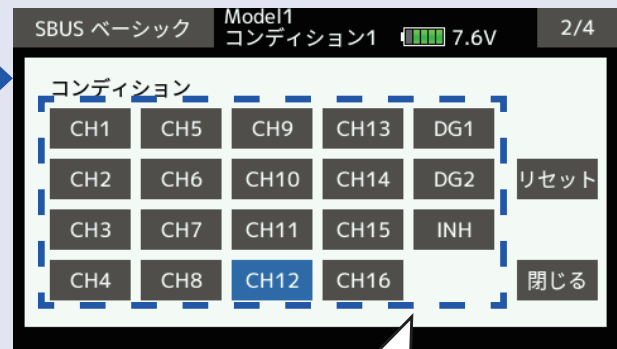 SBUS ベーシック
Model1
コンディション1
7.6V
2/4
コンディション
CH1 CH5 CH9 CH13 DG1
CH2 CH6 CH10 CH14 DG2 リセット
CH3 CH7 CH11 CH15 INH
CH4 CH8 CH12 CH16 閉じる